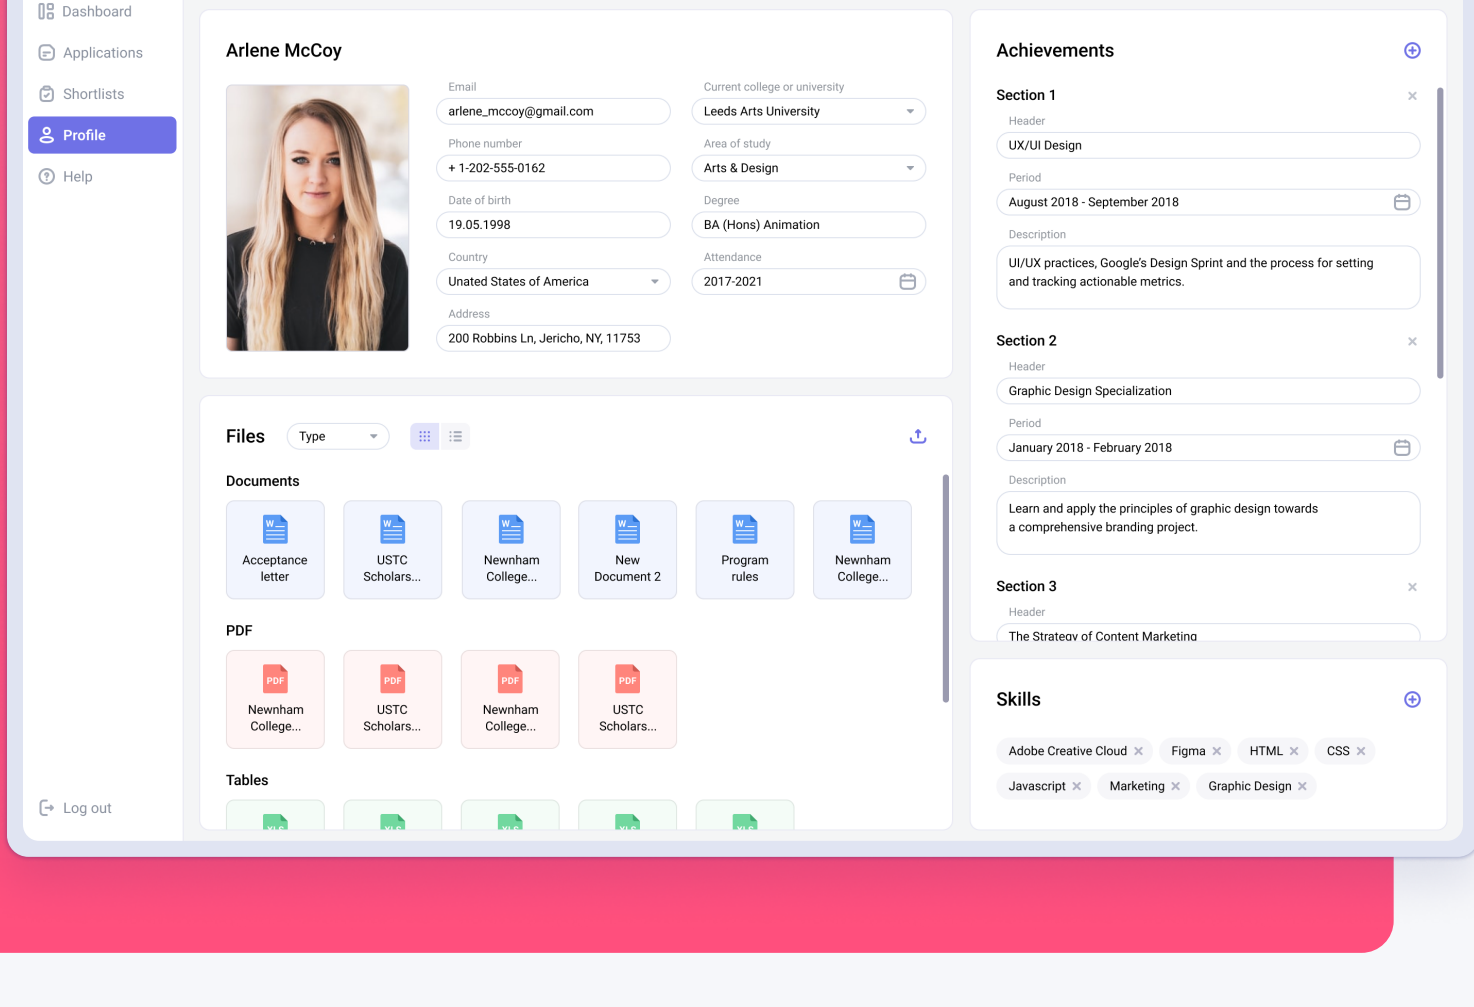 Dashboard
Applications
Shortlists
Profile
Help
Log out
Arlene McCoy
Email
arlene_mccoy@gmail.com
Phone number
+ 1-202-555-0162
Date of birth
19.05.1998
Country
Unated States of America
Address
200 Robbins Ln, Jericho, NY, 11753
Current college or university
Leeds Arts University
Area of study
Arts & Design
Degree
BA (Hons) Animation
Attendance
2017-2021
Files
Type
Documents
W
Acceptance
letter
W
USTC
Scholars...
W
Newnham
College...
W
New
Document 2
W
Program
rules
W
Newnham
College...
PDF
PDF
Newnham
College...
PDF
USTC
Scholars...
PDF
Newnham
College...
PDF
USTC
Scholars...
Tables
XLS
XLS
XLS
XLS
XLS
Achievements
Section 1
Header
UX/UI Design
Period
August 2018 - September 2018
Description
UI/UX practices, Google’s Design Sprint and the process for setting
and tracking actionable metrics.
Section 2
Header
Graphic Design Specialization
Period
January 2018 - February 2018
Description
Learn and apply the principles of graphic design towards
a comprehensive branding project.
Section 3
Header
The Strategy of Content Marketing
Skills
Adobe Creative Cloud
Figma
HTML
CSS
Javascript
Marketing
Graphic Design